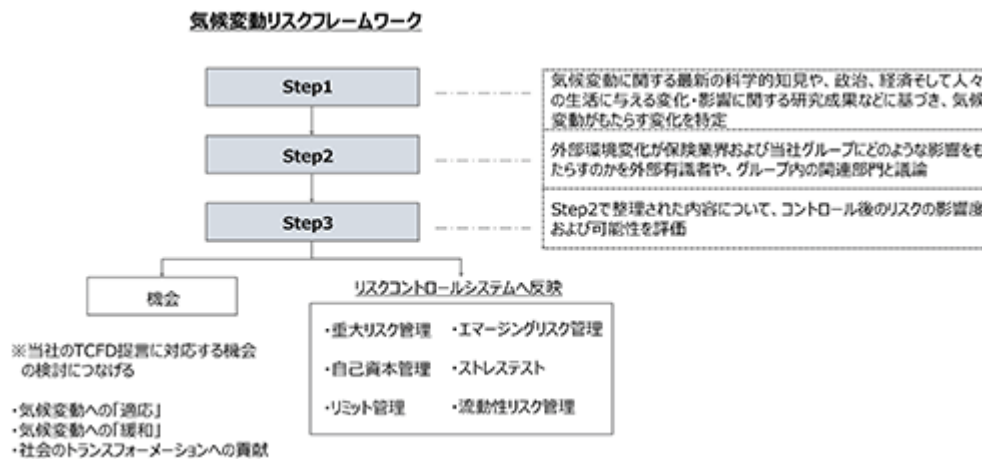 気候変動リスクフレームワーク
Step1
気候変動に関する最新の科学的知見や、政治、経済そして人々
の生活に与える変化・影響に関する研究成果などに基づき、気候
変動がもたらす変化を特定
Step2
外部環境変化が保険業界および当社グループにどのような影響をも
たらすのかを外部有識者や、グループ内の関連部門と議論
Step3
Step2で整理された内容について、コントロール後のリスクの影響度
および可能性を評価
機会
※当社のTCFD提言に対応する機会
の検討につなげる
・気候変動への「適応」
・気候変動への「緩和」
・社会のトランスフォーメーションへの貢献
リスクコントロールシステムへ反映
・重大リスク管理 ・エマージングリスク管理
・自己資本管理 ・ストレステスト
・リミット管理 ・流動性リスク管理